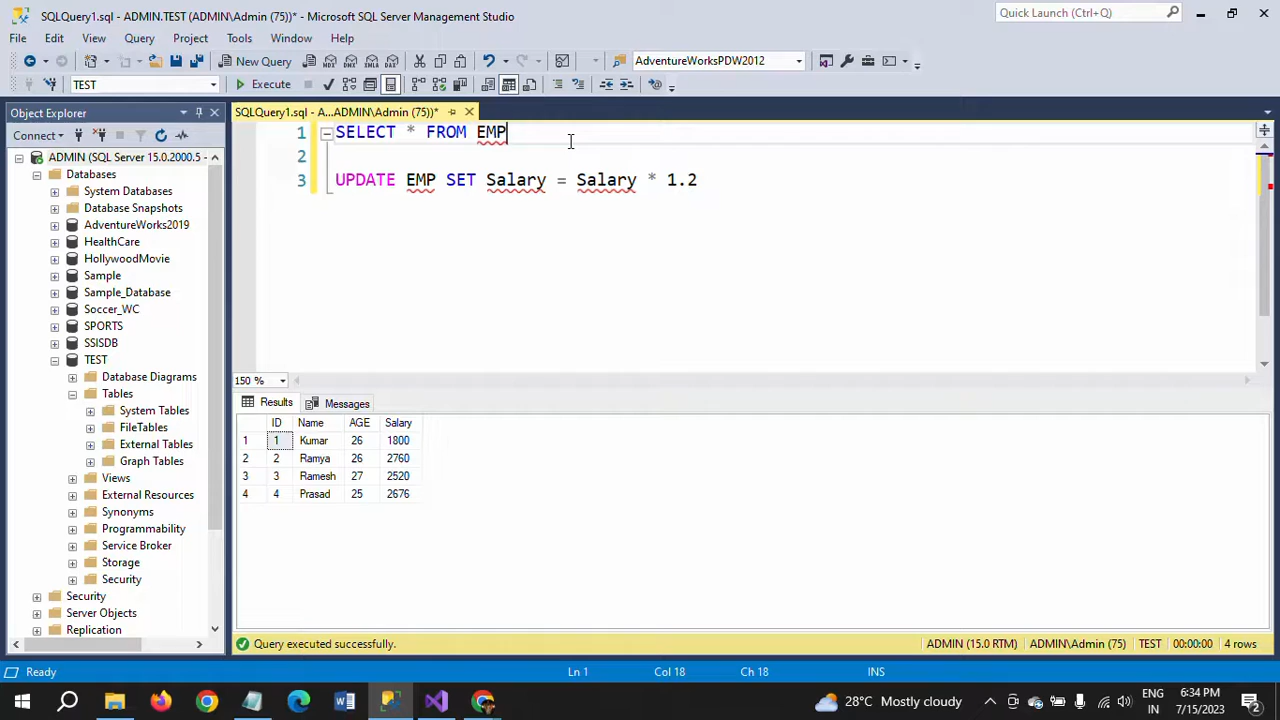 SQLQuery1.sql - ADMIN.TEST (ADMIN\Admin (75))* - Microsoft SQL Server Management Studio
Quick Launch (Ctrl+Q)
File Edit View Query Project Tools Window Help
New Query AdventureWorksPDW2012
TEST Execute
Object Explorer
SQLQuery1.sql - A...ADMIN\Admin (75))*
Connect
ADMIN (SQL Server 15.0.2000.5 -
Databases
System Databases
Database Snapshots
AdventureWorks2019
HealthCare
HollywoodMovie
Sample
Sample_Database
Soccer_WC
SPORTS
SSISDB
TEST
Database Diagrams
Tables
System Tables
FileTables
External Tables
Graph Tables
Views
External Resources
Synonyms
Programmability
Service Broker
Storage
Security
Security
Server Objects
Replication
1 SELECT * FROM EMP
2
3 UPDATE EMP SET Salary = Salary * 1.2
150 %
Results Messages
ID Name AGE Salary
1 1 Kumar 26 1800
2 2 Ramya 26 2760
3 3 Ramesh 27 2520
4 4 Prasad 25 2676
Query executed successfully. ADMIN (15.0 RTM) ADMIN\Admin (75) TEST 00:00:00 4 rows
Ready Ln 1 Col 18 Ch 18 INS
28°C Mostly cloudy
ENG
IN
6:34 PM
7/15/2023
2